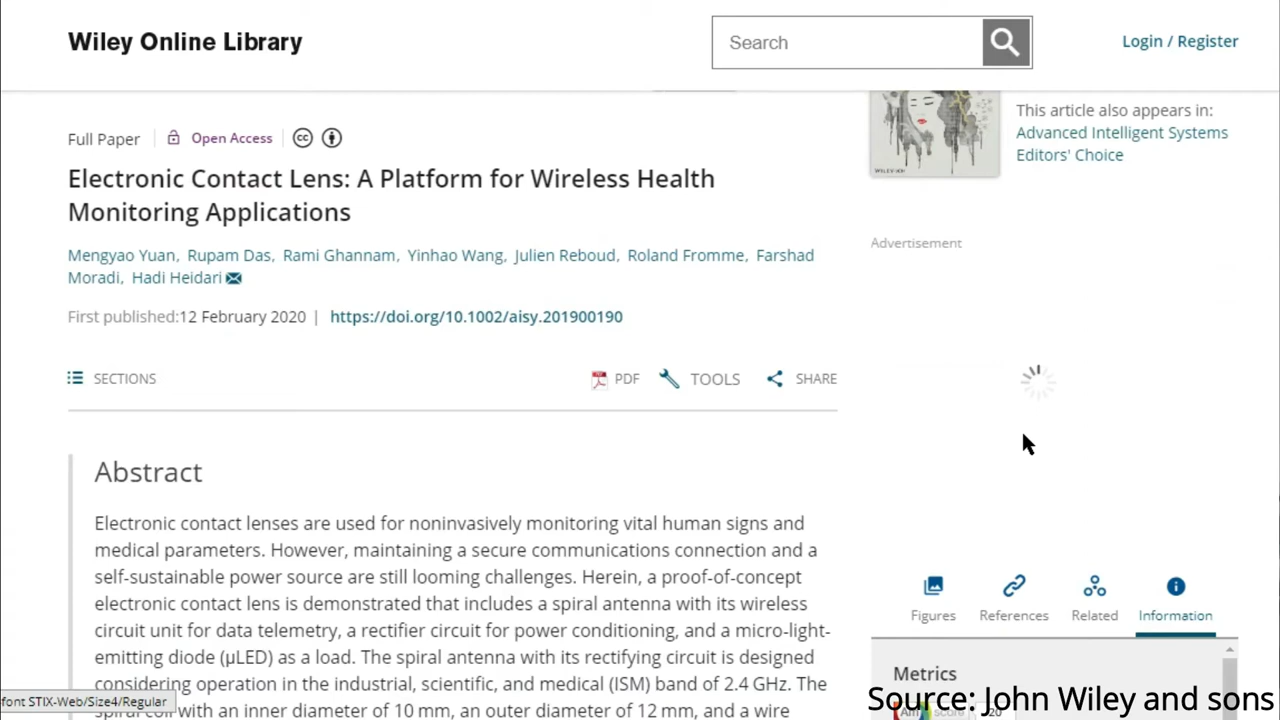 Wiley Online Library
Search
Login / Register
Full Paper
Open Access
cc
This article also appears in:
Advanced Intelligent Systems
Editors' Choice
Electronic Contact Lens: A Platform for Wireless Health
Monitoring Applications
Mengyao Yuan, Rupam Das, Rami Ghannam, Yinhao Wang, Julien Reboud, Roland Fromme, Farshad
Moradi, Hadi Heidari
First published:12 February 2020 | https://doi.org/10.1002/aisy.201900190
Advertisement
SECTIONS
PDF
TOOLS
SHARE
Abstract
Electronic contact lenses are used for noninvasively monitoring vital human signs and
medical parameters. However, maintaining a secure communications connection and a
self-sustainable power source are still looming challenges. Herein, a proof-of-concept
electronic contact lens is demonstrated that includes a spiral antenna with its wireless
circuit unit for data telemetry, a rectifier circuit for power conditioning, and a micro-light-
emitting diode (μLED) as a load. The spiral antenna with its rectifying circuit is designed
considering operation in the industrial, scientific, and medical (ISM) band of 2.4 GHz. The
spiral coil with an inner diameter of 10 mm, an outer diameter of 12 mm, and a wire
Figures
References
Related
Information
Metrics
font STIX-Web/Size4/Regular
Source: John Wiley and sons